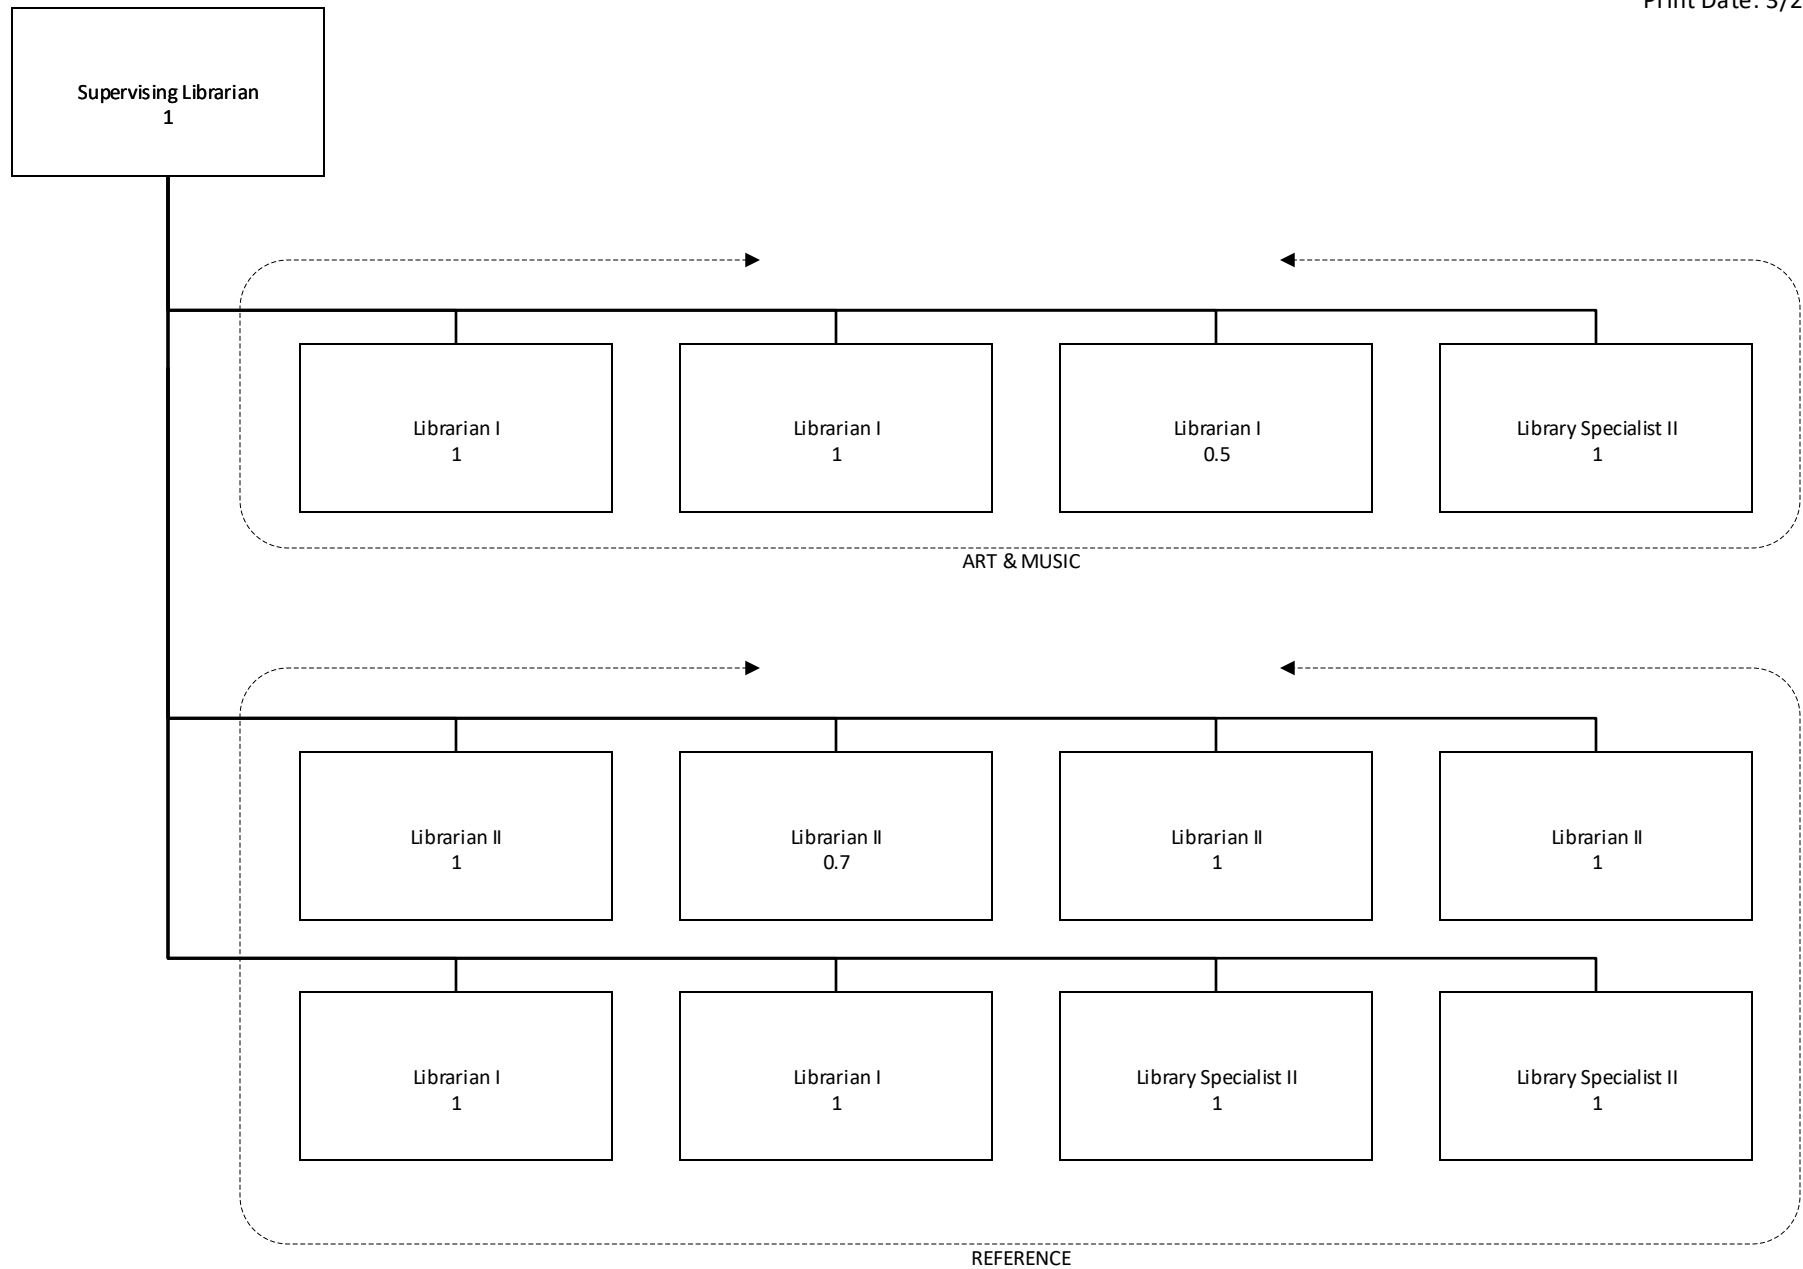 Print Date: 3/2
Supervising Librarian
1
Librarian I
1
Librarian I
1
Librarian I
0.5
Library Specialist II
1
ART & MUSIC
Librarian II
1
Librarian II
0.7
Librarian II
1
Librarian II
1
Librarian I
1
Librarian I
1
Library Specialist II
1
Library Specialist II
1
REFERENCE